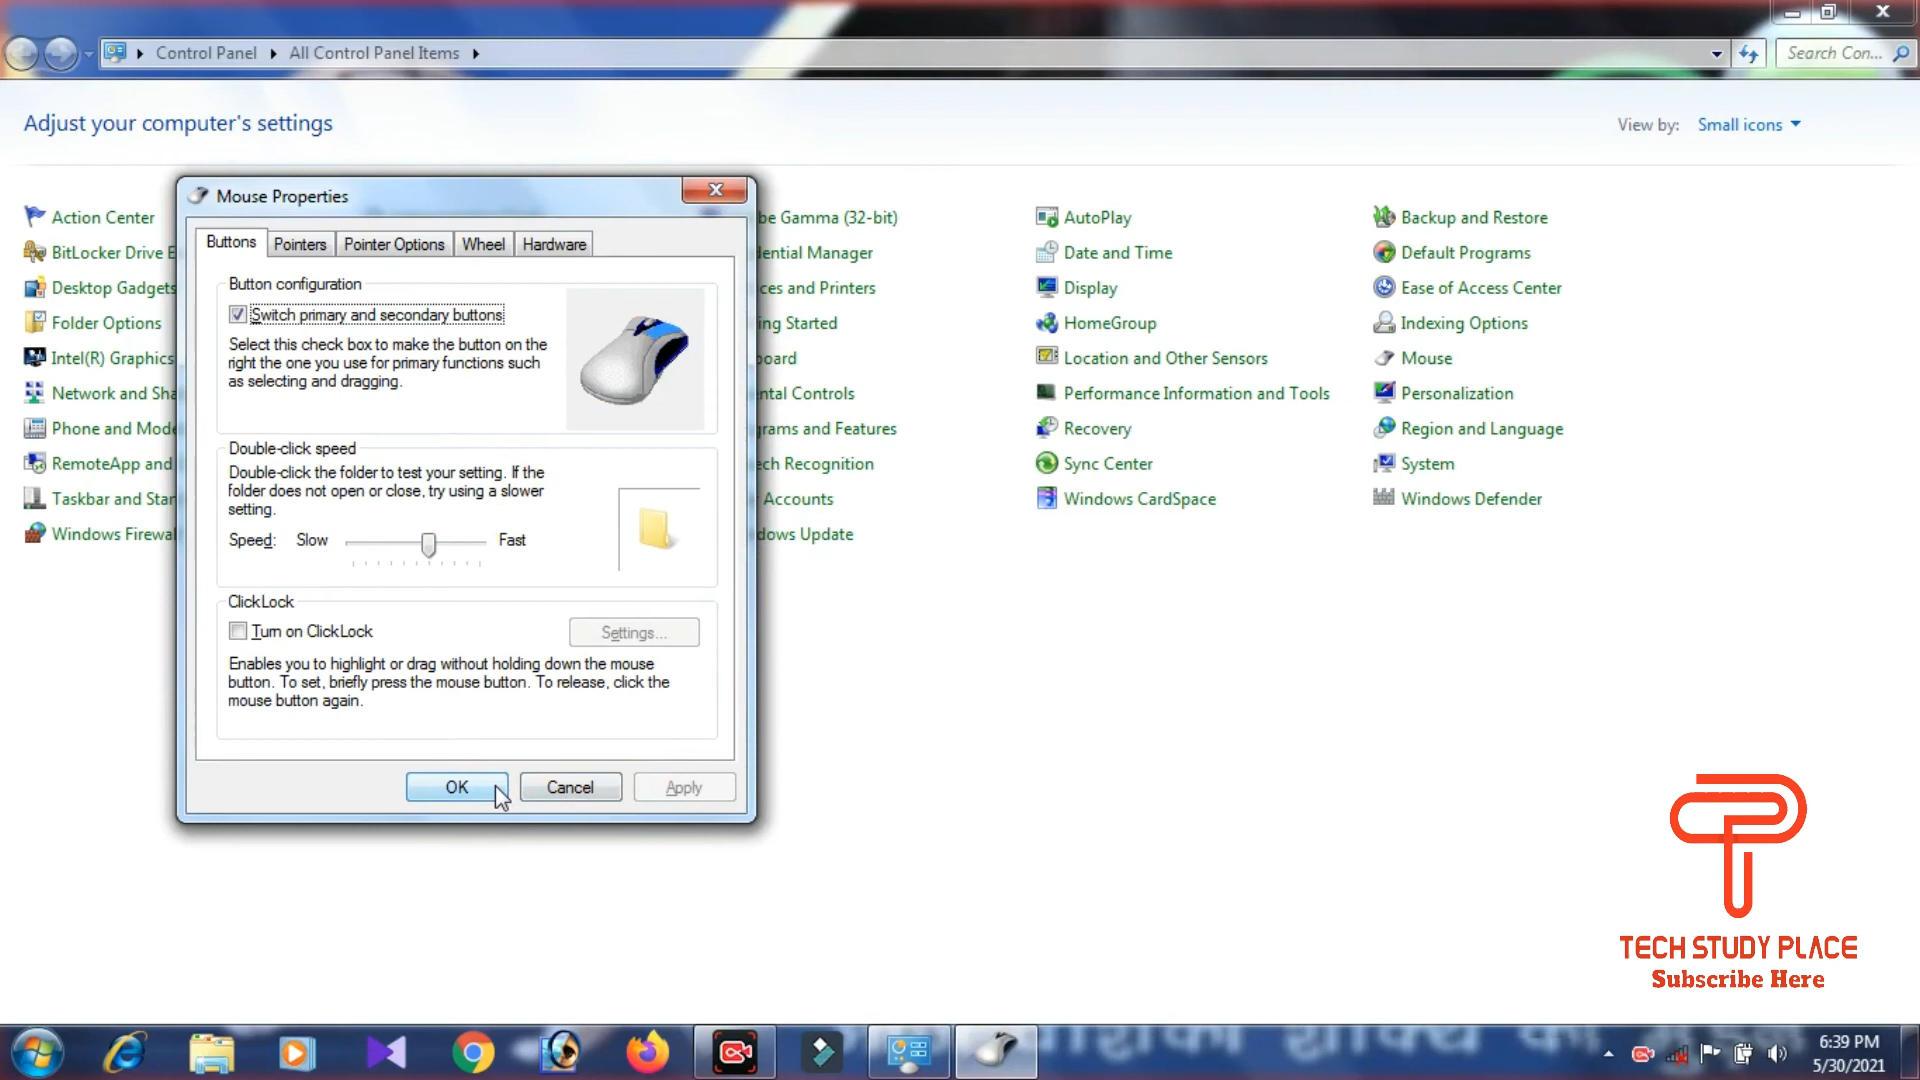 Control Panel
All Control Panel Items
Search Con...
Adjust your computer's settings
View by:
Small icons
Action Center
BitLocker Drive E
Desktop Gadgets
Folder Options
Intel(R) Graphics
Network and Sha
Phone and Mode
RemoteApp and
Taskbar and Star
Windows Firewal
be Gamma (32-bit)
dential Manager
ces and Printers
ng Started
board
ntal Controls
grams and Features
ech Recognition
r Accounts
dows Update
AutoPlay
Date and Time
Display
HomeGroup
Location and Other Sensors
Performance Information and Tools
Recovery
Sync Center
Windows CardSpace
Backup and Restore
Default Programs
Ease of Access Center
Indexing Options
Mouse
Personalization
Region and Language
System
Windows Defender
Mouse Properties
Buttons
Pointers
Pointer Options
Wheel
Hardware
Button configuration
Switch primary and secondary buttons
Select this check box to make the button on the
right the one you use for primary functions such
as selecting and dragging.
Double-click speed
Double-click the folder to test your setting. If the
folder does not open or close, try using a slower
setting.
Speed:
Slow
Fast
ClickLock
Turn on ClickLock
Settings...
Enables you to highlight or drag without holding down the mouse
button. To set, briefly press the mouse button. To release, click the
mouse button again.
OK
Cancel
Apply
TECH STUDY PLACE
Subscribe Here
6:39 PM
5/30/2021